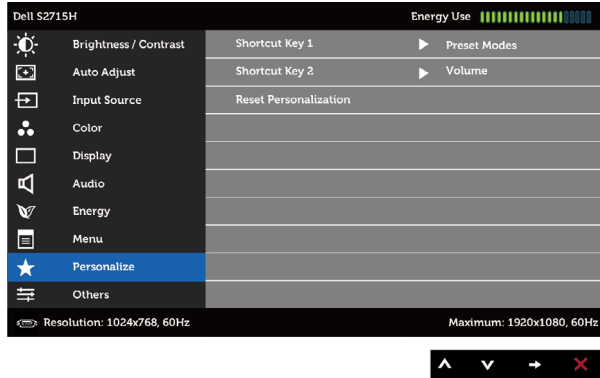 Dell S2715H Energy Use
Brightness / Contrast Shortcut Key 1 Preset Modes
Auto Adjust Shortcut Key 2 Volume
Input Source Reset Personalization
Color
Display
Audio
Energy
Menu
Personalize
Others
Resolution: 1024x768, 60Hz Maximum: 1920x1080, 60Hz